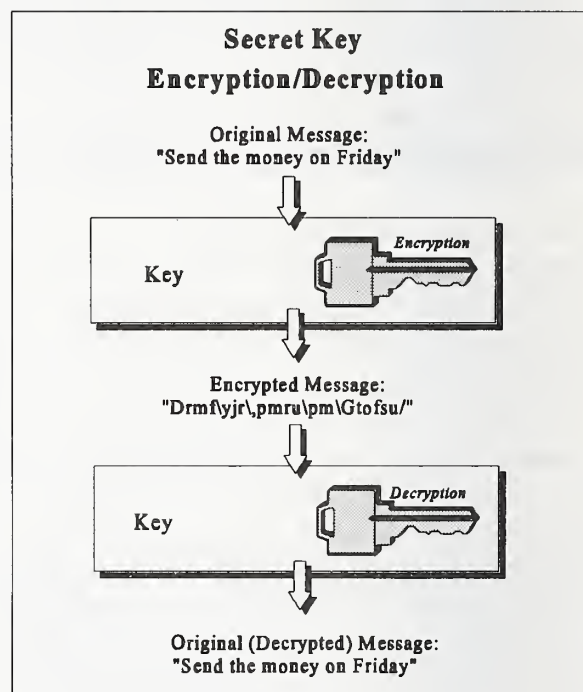 Secret Key
Encryption/Decryption
Original Message:
"Send the money on Friday"
Encryption
Key
Encrypted Message:
"Drmf\yjr\,pmru\pm\Gtofsu/"
Decryption
Key
Original (Decrypted) Message:
"Send the money on Friday"